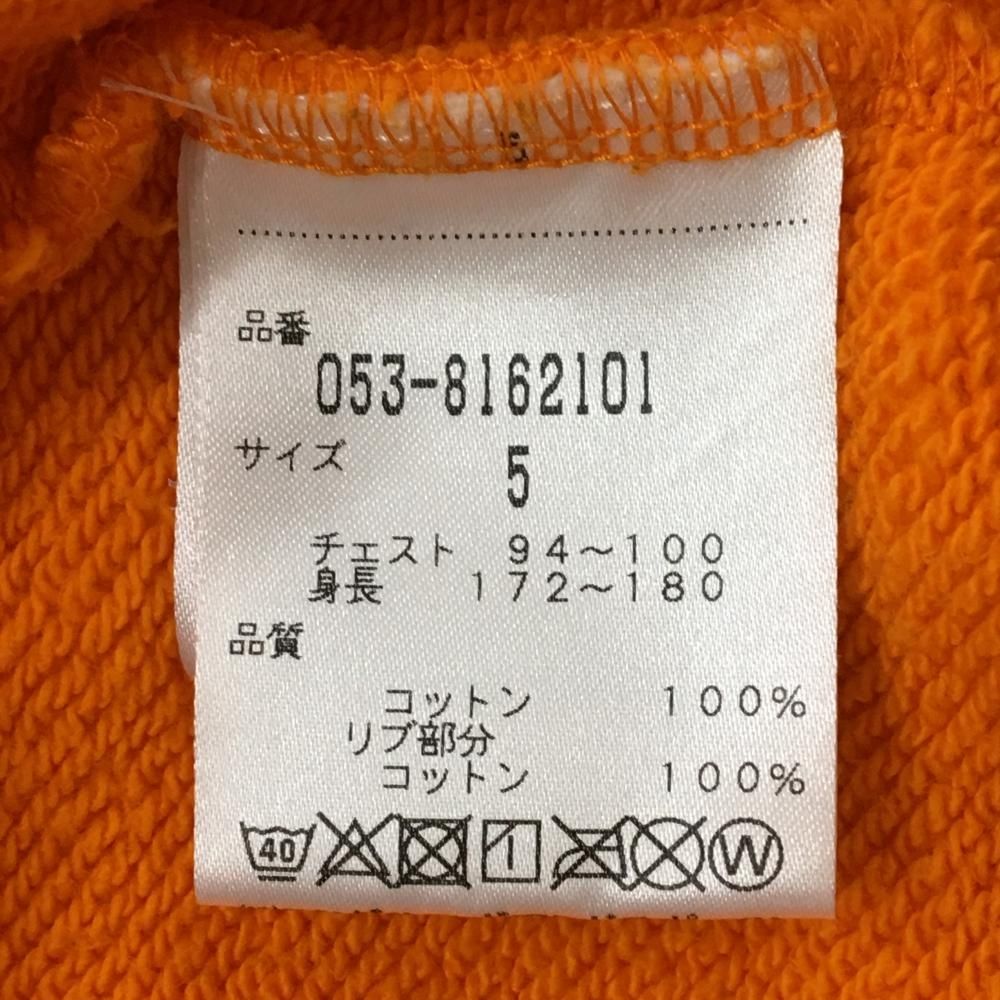 品番
053-8162101
サイズ
5
チェスト 94～100
身長 172～180
品質
コットン 100%
リブ部分
コットン 100%
40 W